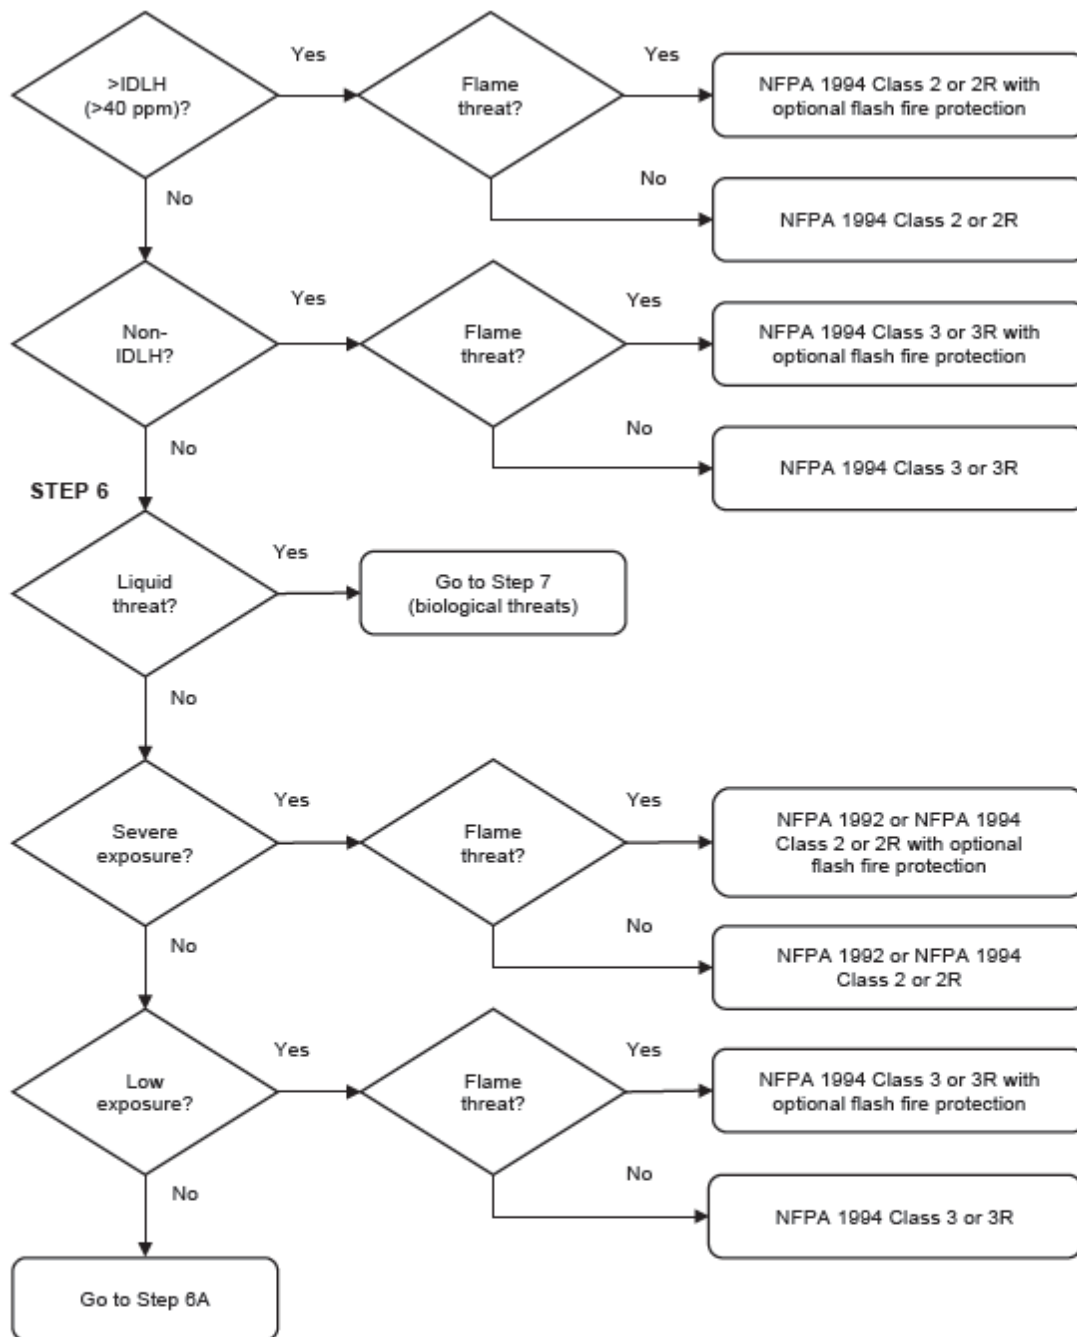 Yes
Yes
>IDLH
(>40 ppm)?
Flame
threat?
NFPA 1994 Class 2 or 2R with
optional flash fire protection
No
No
NFPA 1994 Class 2 or 2R
Yes
Yes
Non-
IDLH?
Flame
threat?
NFPA 1994 Class 3 or 3R with
optional flash fire protection
No
No
NFPA 1994 Class 3 or 3R
STEP 6
Yes
Liquid
threat?
Go to Step 7
(biological threats)
No
Yes
Yes
Severe
exposure?
Flame
threat?
NFPA 1992 or NFPA 1994
Class 2 or 2R with optional
flash fire protection
No
No
NFPA 1992 or NFPA 1994
Class 2 or 2R
Yes
Yes
Low
exposure?
Flame
threat?
NFPA 1994 Class 3 or 3R with
optional flash fire protection
No
No
NFPA 1994 Class 3 or 3R
Go to Step 6A